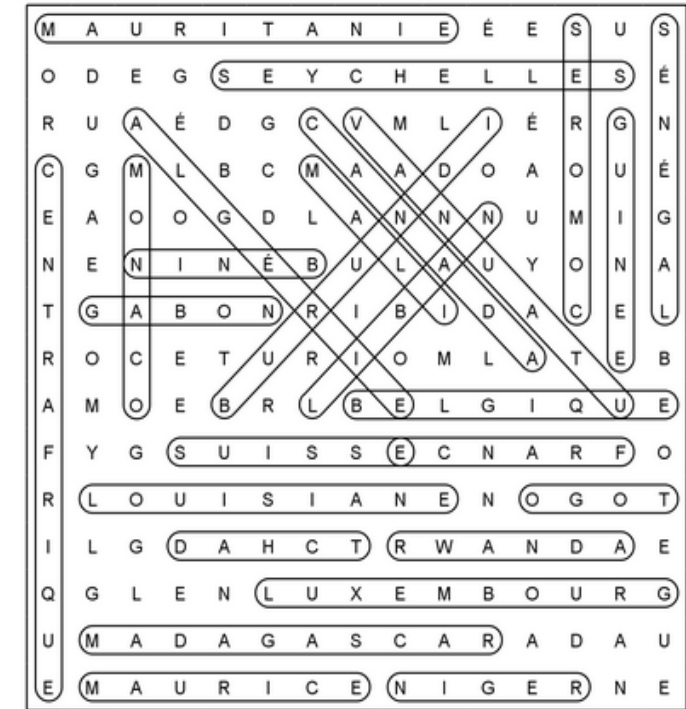 M A U R I T A N I E É E S U S
O D E G S E Y C H E L L E S É
R U A É D G C V M L I É R G N
C G M L B C M A A D O A O U É
E A O O G D L A N N N U M I G
N E N I N É B U L A U Y O N A
T G A B O N R I B I D A C E L
R O C E T U R I O M L A T E B
A M O E B R L B E L G I Q U E
F Y G S U I S S E C N A R F O
R L O U I S I A N E N O G O T
I L G D A H C T R W A N D A E
Q G L E N L U X E M B O U R G
U M A D A G A S C A R A D A U
E M A U R I C E N I G E R N E